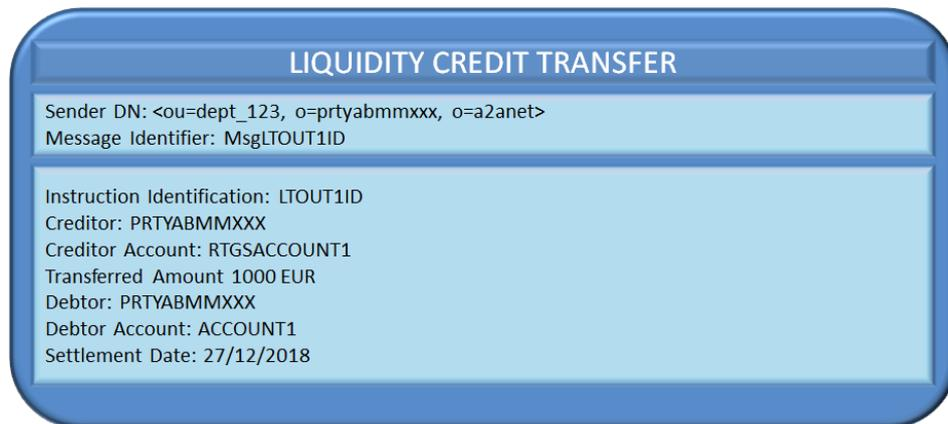 LIQUIDITY CREDIT TRANSFER
Sender DN: <ou=dept_123, o=prtyabmmxxx, o=a2anet>
Message Identifier: MsgLTOUT1ID
Instruction Identification: LTOUT1ID
Creditor: PRTYABMMXXX
Creditor Account: RTGSACCOUNT1
Transferred Amount 1000 EUR
Debtor: PRTYABMMXXX
Debtor Account: ACCOUNT1
Settlement Date: 27/12/2018